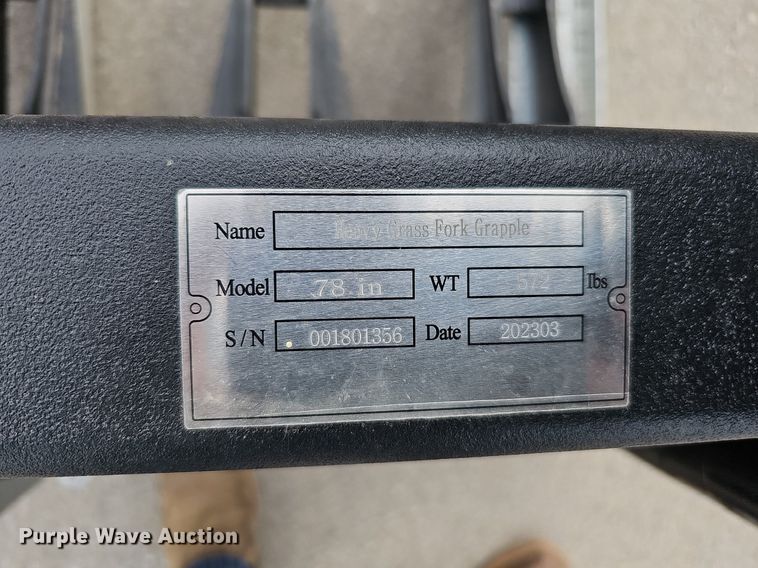 Name Heavy Grass Fork Grapple
Model 78 in WT 572 lbs
S/N 001801356 Date 202303
Purple Wave Auction